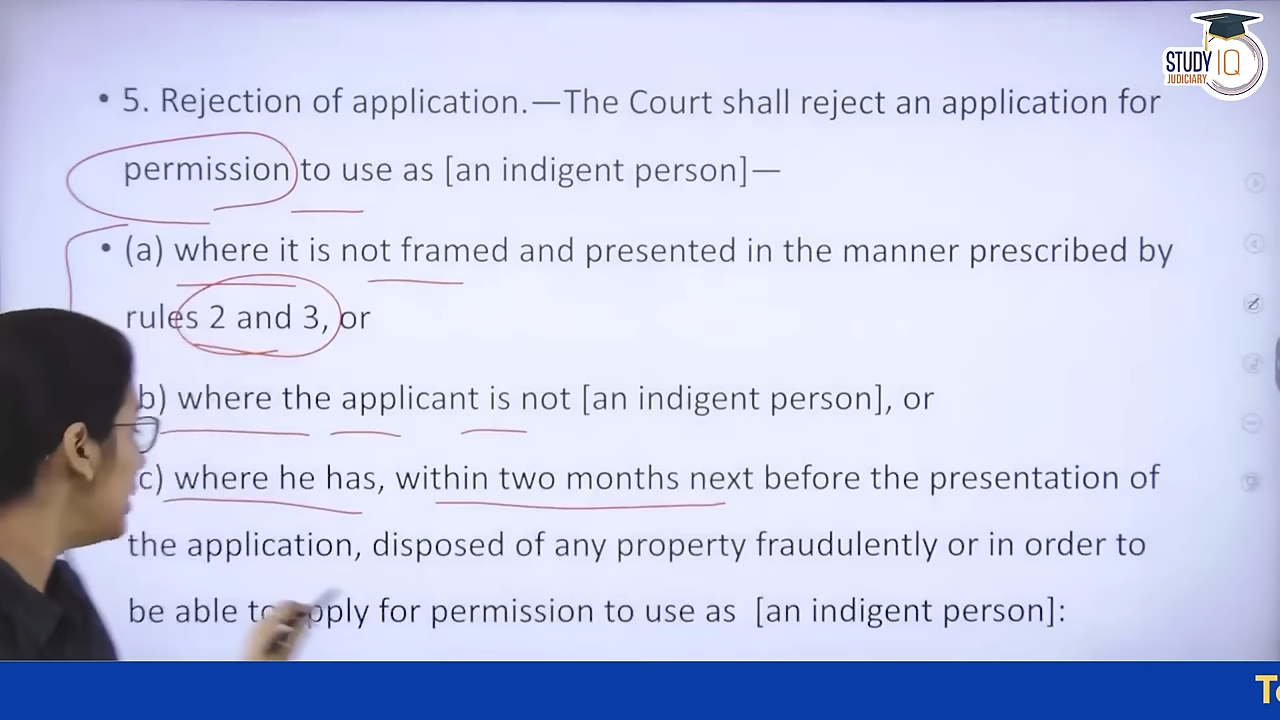 STUDY IQ
JUDICIARY
• 5. Rejection of application.—The Court shall reject an application for
permission to use as [an indigent person]—
• (a) where it is not framed and presented in the manner prescribed by
rules 2 and 3, or
b) where the applicant is not [an indigent person], or
c) where he has, within two months next before the presentation of
the application, disposed of any property fraudulently or in order to
be able to apply for permission to use as [an indigent person]: